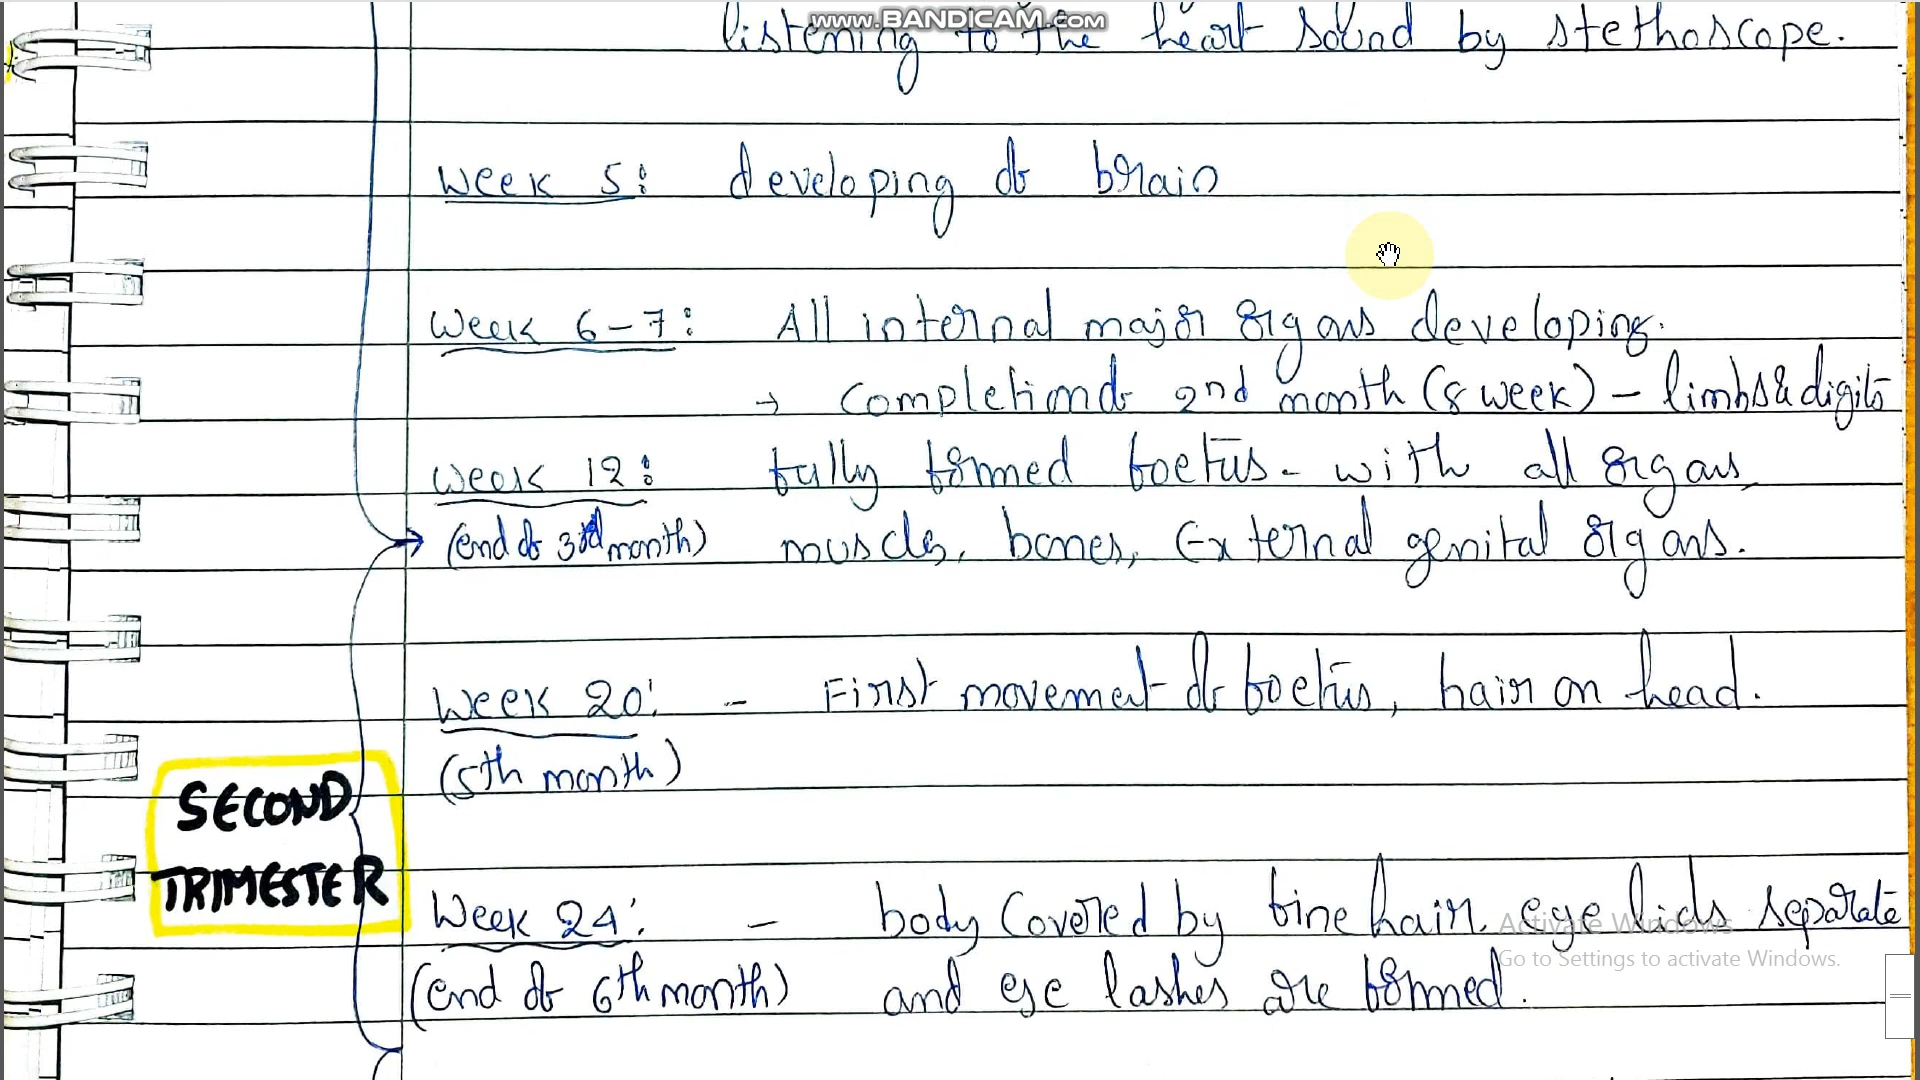 www.BANDICAM.com
listening to the heart sound by stethoscope.
Week 5: developing of brain
Week 6-7: All internal major organs developing.
→ Completion of 2nd month (8 week) - limbs & digits
Week 12: fully formed foetus - with all organs,
(end of 3rd month) muscles, bones, External genital organs.
Week 20: - First movement of foetus, hair on head.
(5th month)
SECOND
TRIMESTER
Week 24: - body covered by fine hair, eye lids separate
(end of 6th month) and eye lashes are formed.
Activate Windows
Go to Settings to activate Windows.